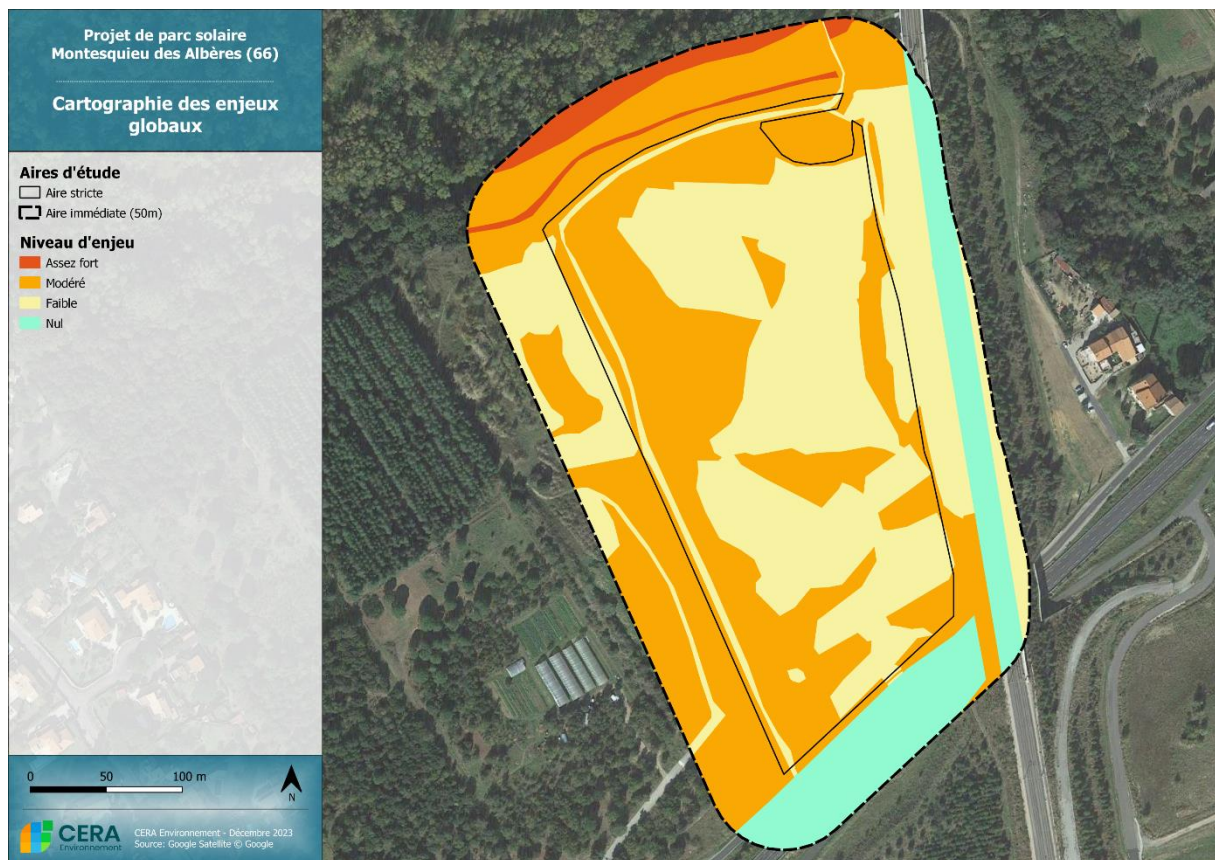 Projet de parc solaire
Montesquieu des Albères (66)
Cartographie des enjeux
globaux
Aires d'étude
Aire stricte
Aire immédiate (50m)
Niveau d'enjeu
Assez fort
Modéré
Faible
Nul
0 50 100 m
N
CERA
Environnement
CERA Environnement - Décembre 2023
Source: Google Satellite © Google